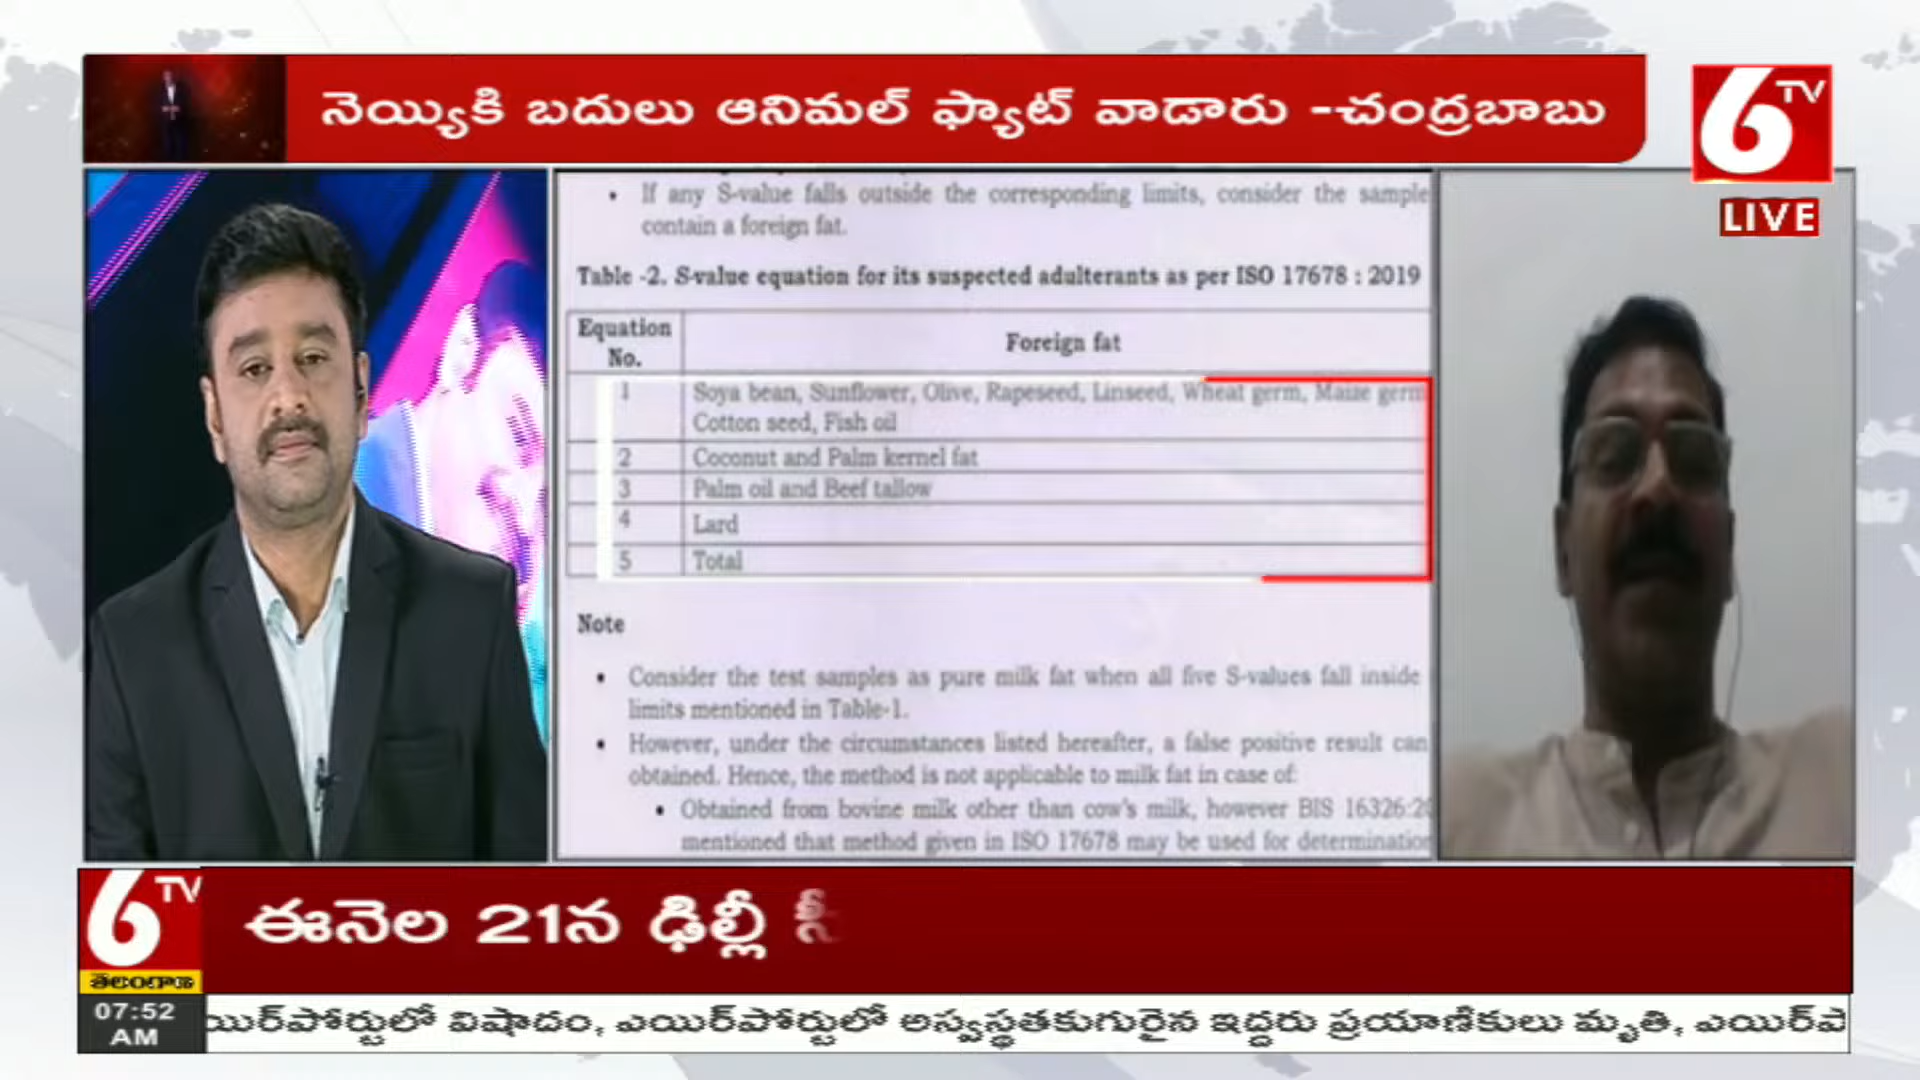 నెయ్యికి బదులు ఆనిమల్ ఫ్యాట్ వాడారు -చంద్రబాబు
6 TV
LIVE
If any S-value falls outside the corresponding limits, consider the sample
contain a foreign fat.
Table -2. S-value equation for its suspected adulterants as per ISO 17678 : 2019
Equation No. Foreign fat
1 Soya bean, Sunflower, Olive, Rapeseed, Linseed, Wheat germ, Maize germ
Cotton seed, Fish oil
2 Coconut and Palm kernel fat
3 Palm oil and Beef tallow
4 Lard
5 Total
Note
Consider the test samples as pure milk fat when all five S-values fall inside
limits mentioned in Table-1.
However, under the circumstances listed hereafter, a false positive result can
obtained. Hence, the method is not applicable to milk fat in case of:
Obtained from bovine milk other than cow's milk, however BIS 16326:20
mentioned that method given in ISO 17678 may be used for determination
6 TV
తెలంగాణ
ఈనెల 21న ఢిల్లీ
07:52 AM
యిర్‌పోర్టులో విషాదం, ఎయిర్‌పోర్టులో అస్వస్థతకుగురైన ఇద్దరు ప్రయాణికులు మృతి, ఎయిర్‌ప